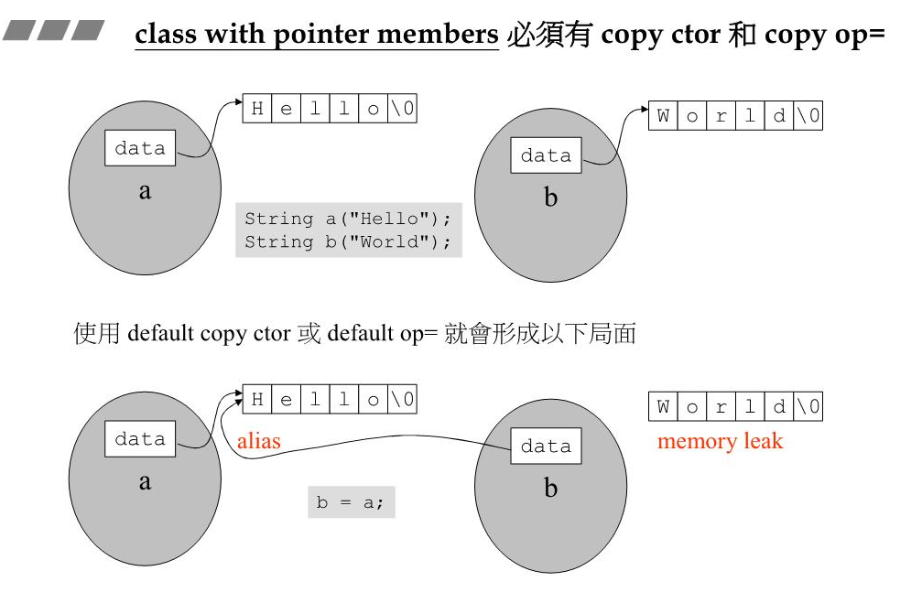 class with pointer members 必須有 copy ctor 和 copy op=
H e l l o \0
W o r l d \0
data
data
a
b
String a("Hello");
String b("World");
使用 default copy ctor 或 default op= 就會形成以下局面
H e l l o \0
W o r l d \0
data
alias
data
memory leak
a
b
b = a;